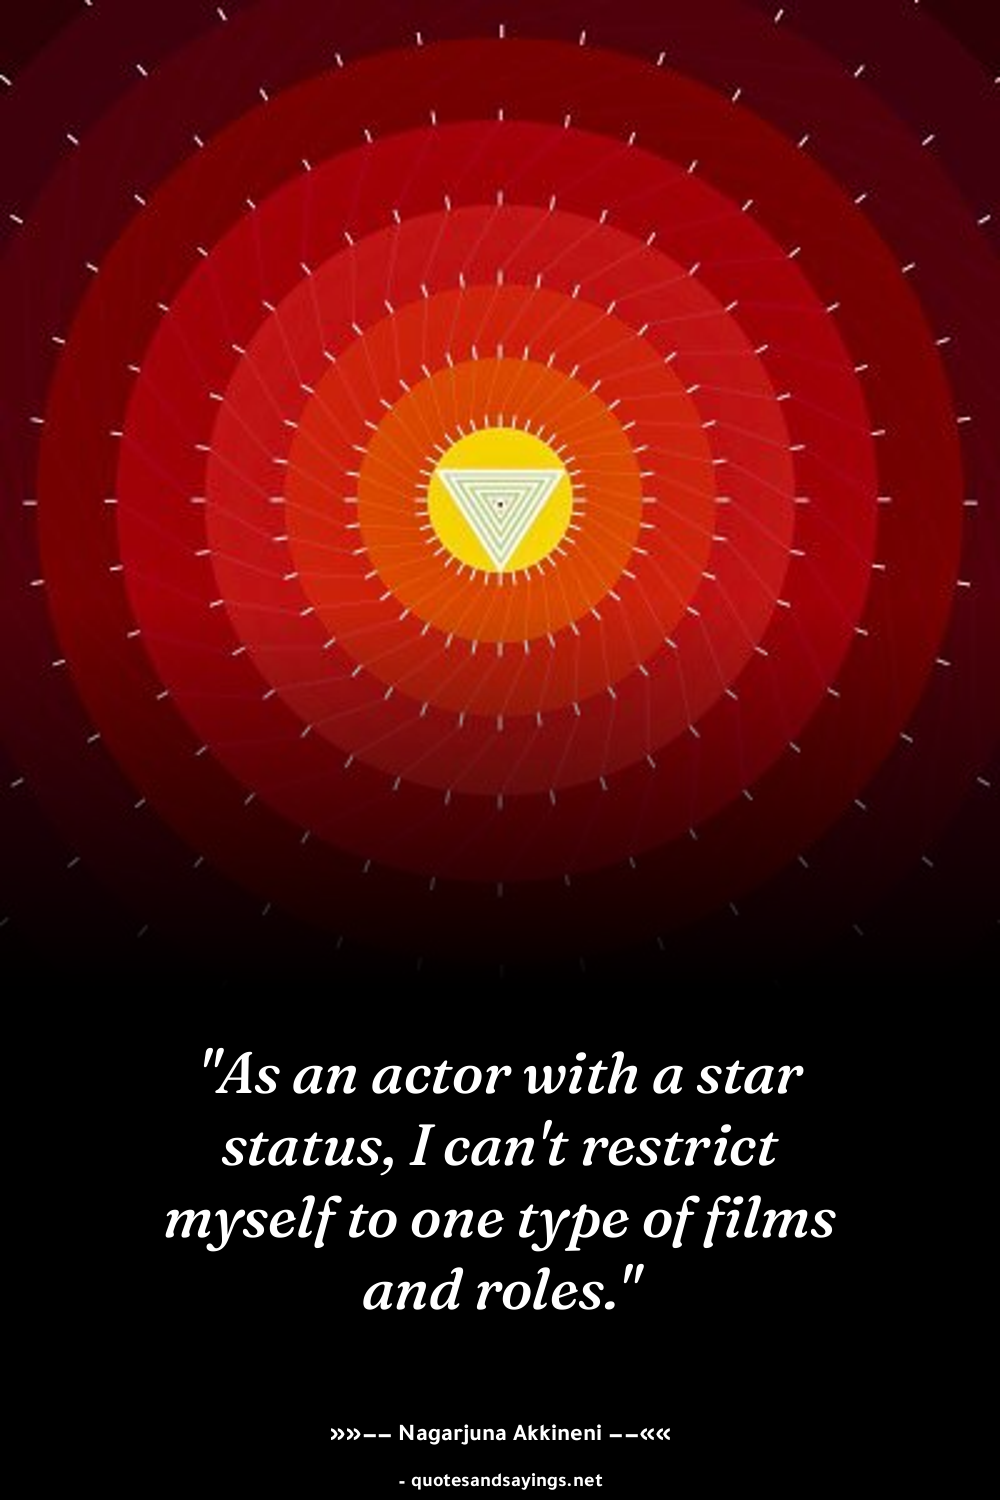 "As an actor with a star
status, I can't restrict
myself to one type of films
and roles."
»»–– Nagarjuna Akkineni ––««
- quotesandsayings.net